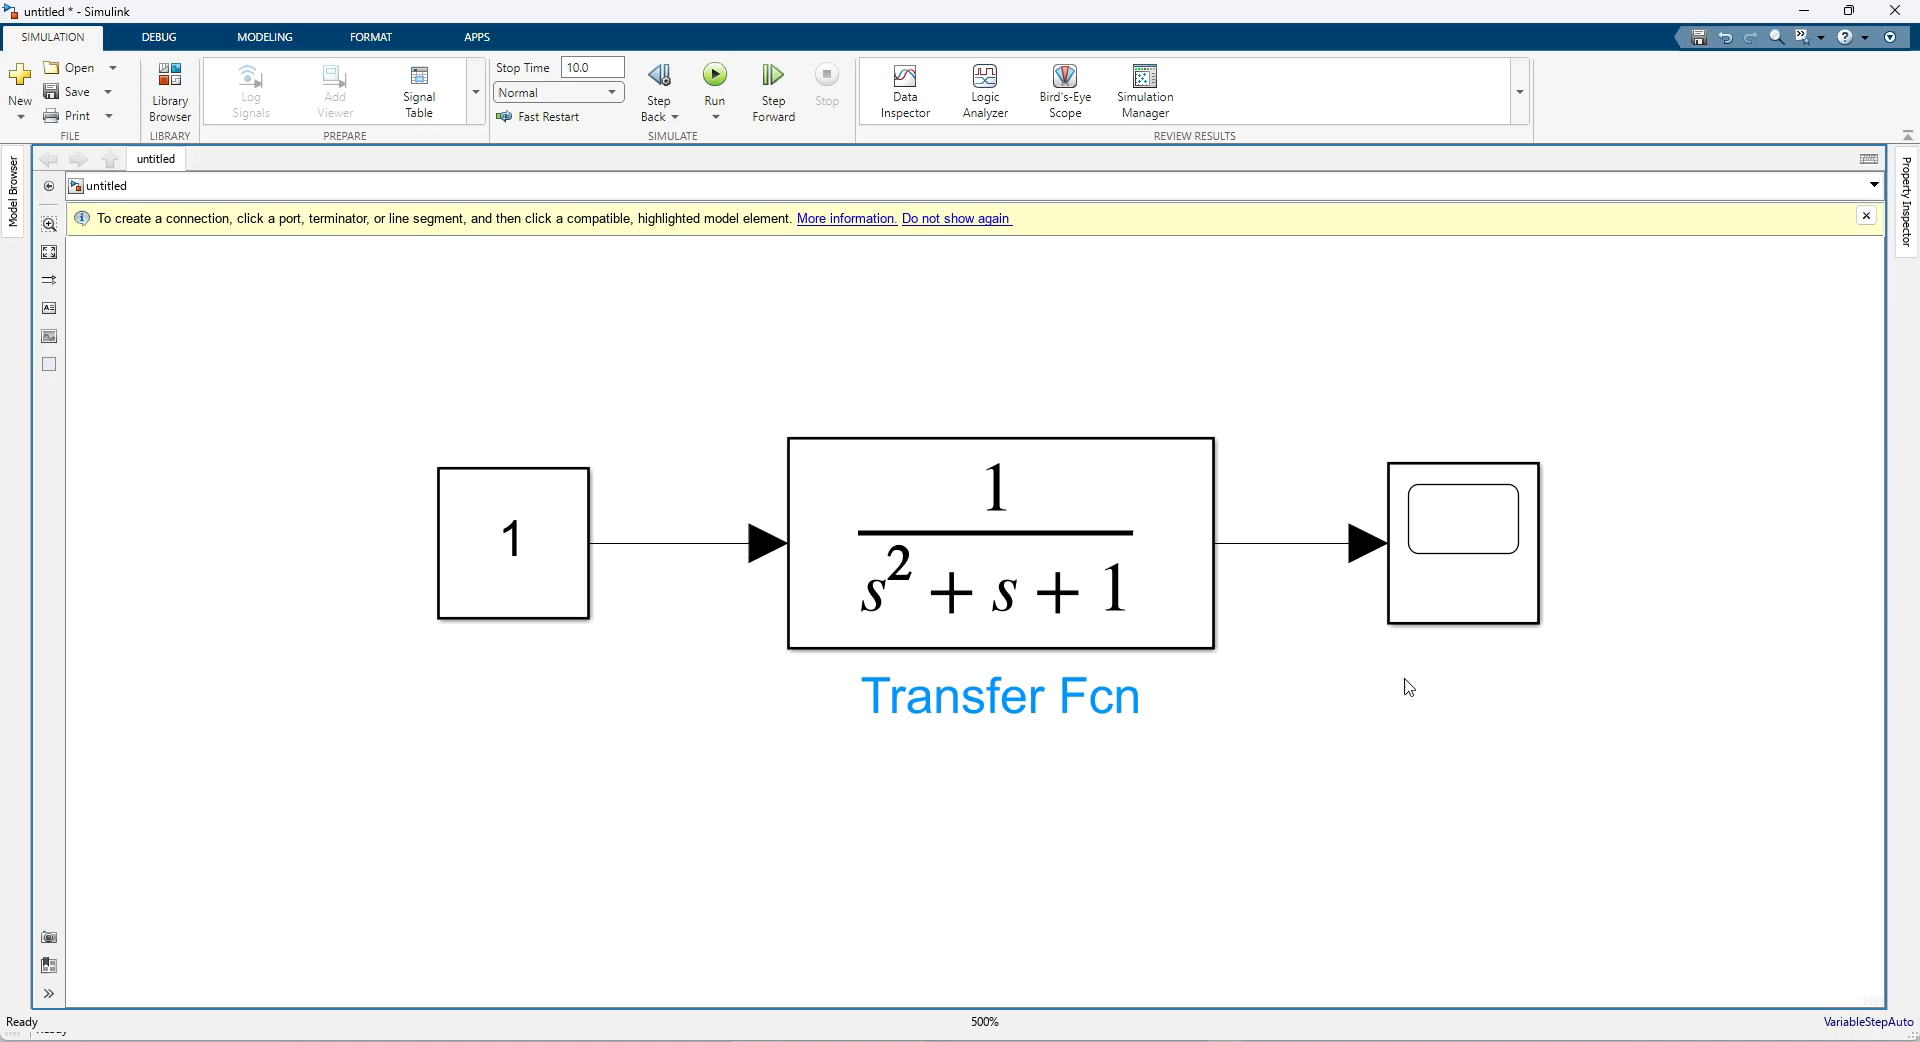 untitled * - Simulink
SIMULATION DEBUG MODELING FORMAT APPS
New
Open
Save
Print
FILE
Library Browser
LIBRARY
Log Signals
Add Viewer
Signal Table
PREPARE
Stop Time 10.0
Normal
Fast Restart
Step Back
Run
Step Forward
Stop
SIMULATE
Data Inspector
Logic Analyzer
Bird's-Eye Scope
Simulation Manager
REVIEW RESULTS
Model Browser
untitled
untitled
To create a connection, click a port, terminator, or line segment, and then click a compatible, highlighted model element. More information. Do not show again
Property Inspector
1
1
s² + s + 1
Transfer Fcn
Ready
500%
VariableStepAuto